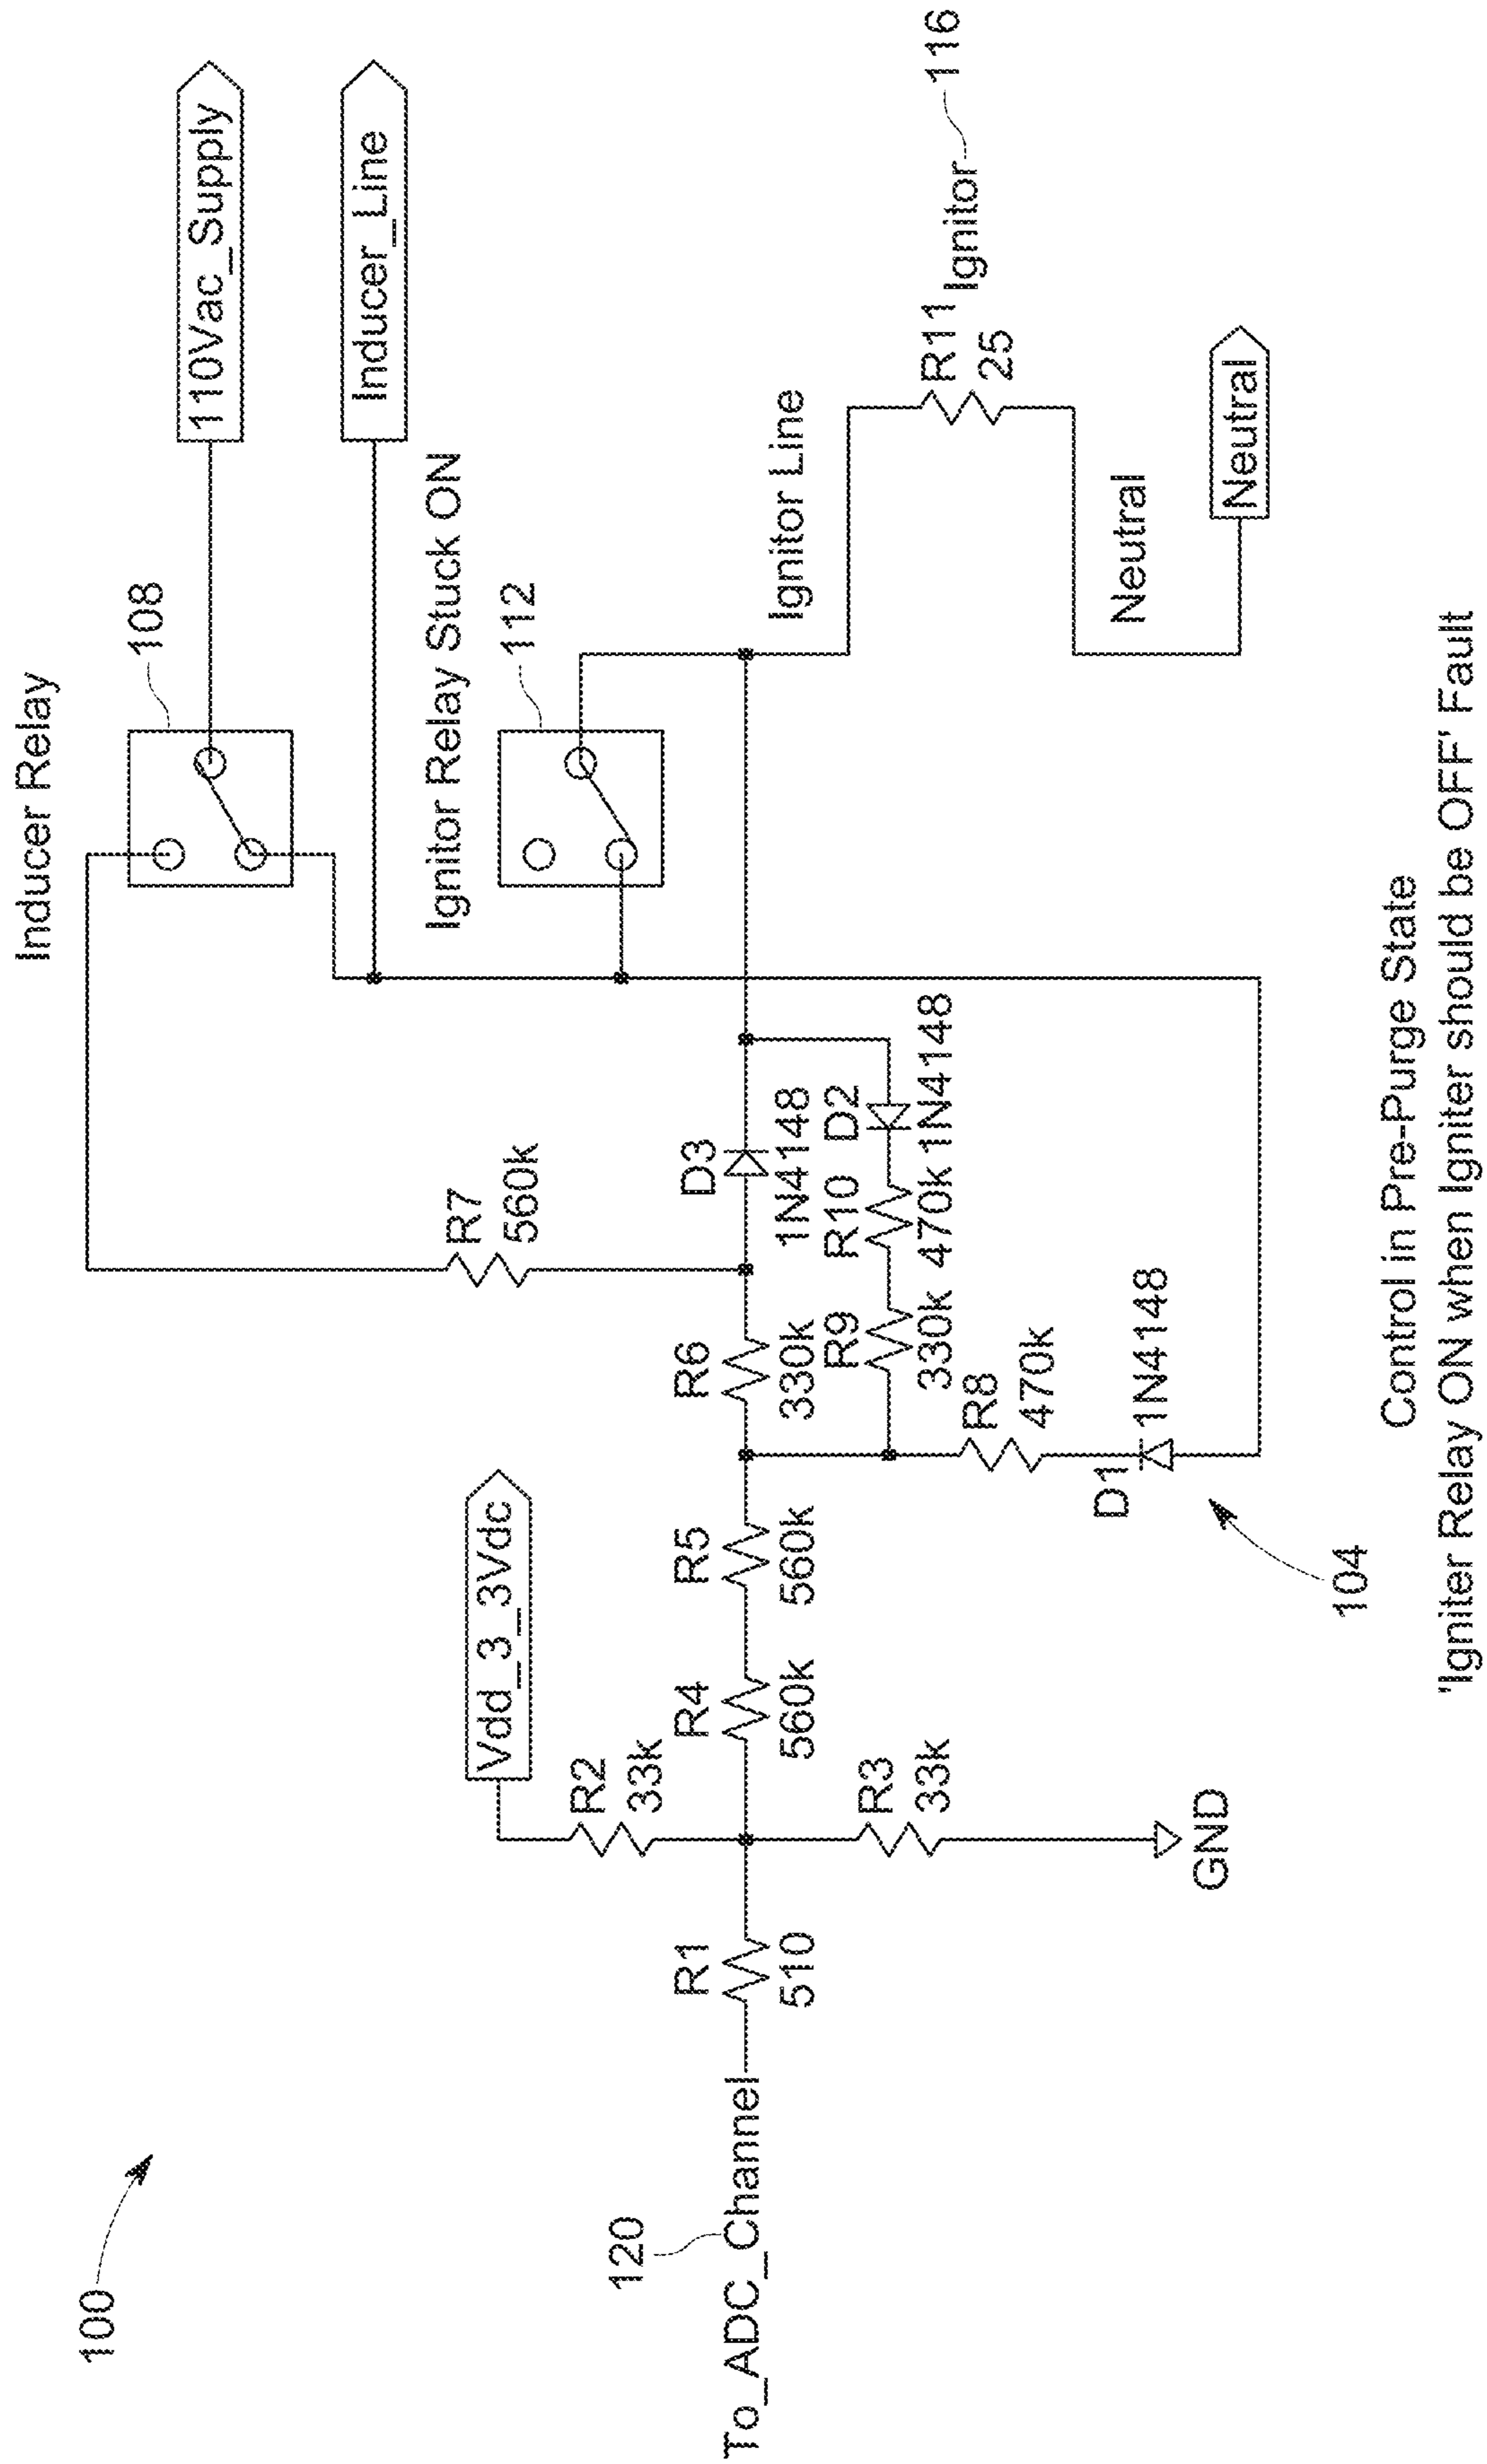 100
Inducer Relay
108
110Vac_Supply
Inducer_Line
Ignitor Relay Stuck ON
112
R7
560k
Vdd_3_3Vdc
R2
33k
120
To_ADC_Channel
R1
510
R4
560k
R5
560k
R6
330k
D3
1N4148
R3
33k
GND
R9
330k
R10
470k
D2
1N4148
R8
470k
D1
1N4148
104
Ignitor Line
R11
25
Ignitor
116
Neutral
Neutral
Control in Pre-Purge State
'Igniter Relay ON when Igniter should be OFF' Fault